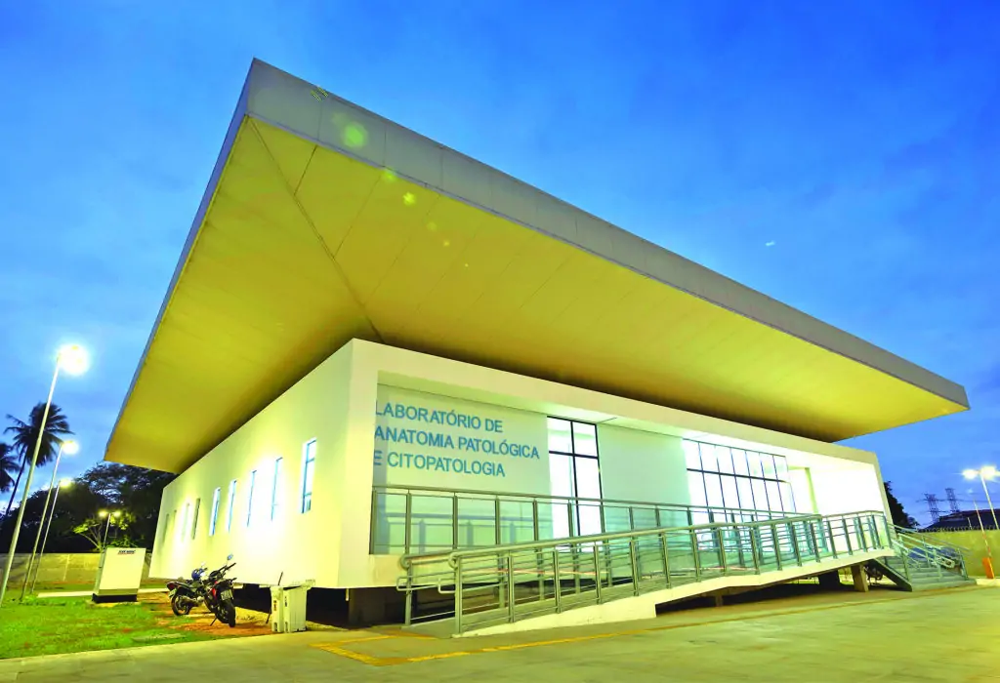 LABORATÓRIO DE
ANATOMIA PATOLÓGICA
E CITOPATOLOGIA